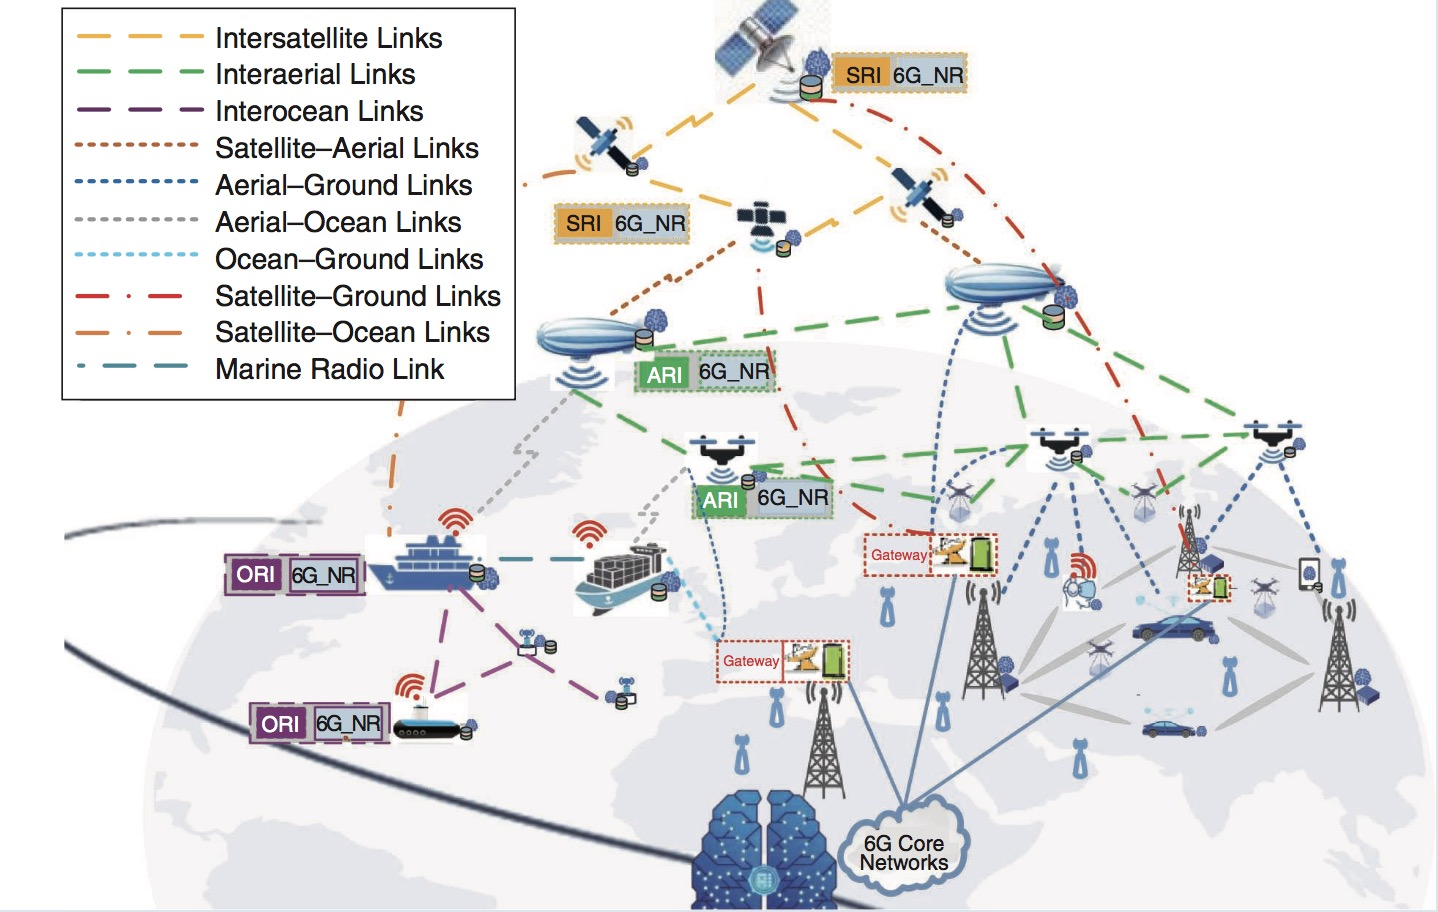 Intersatellite Links
Interaerial Links
Interocean Links
Satellite–Aerial Links
Aerial–Ground Links
Aerial–Ocean Links
Ocean–Ground Links
Satellite–Ground Links
Satellite–Ocean Links
Marine Radio Link
SRI 6G_NR
SRI 6G_NR
ARI 6G_NR
ARI 6G_NR
Gateway
ORI 6G_NR
Gateway
ORI 6G_NR
6G Core
Networks